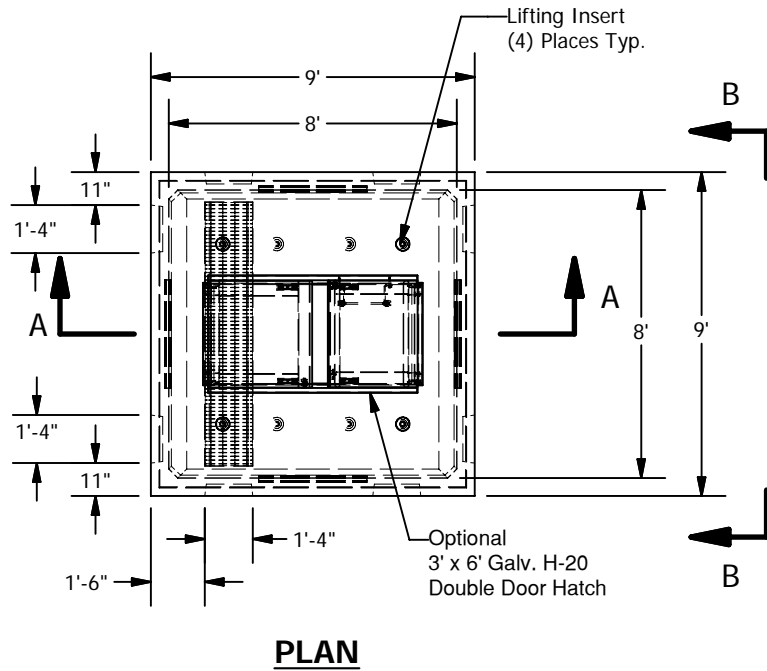 Lifting Insert
(4) Places Typ.
9'
B
8'
11"
1'-4"
A
A
8'
9'
1'-4"
11"
Optional
3' x 6' Galv. H-20
Double Door Hatch
1'-4"
B
1'-6"
PLAN